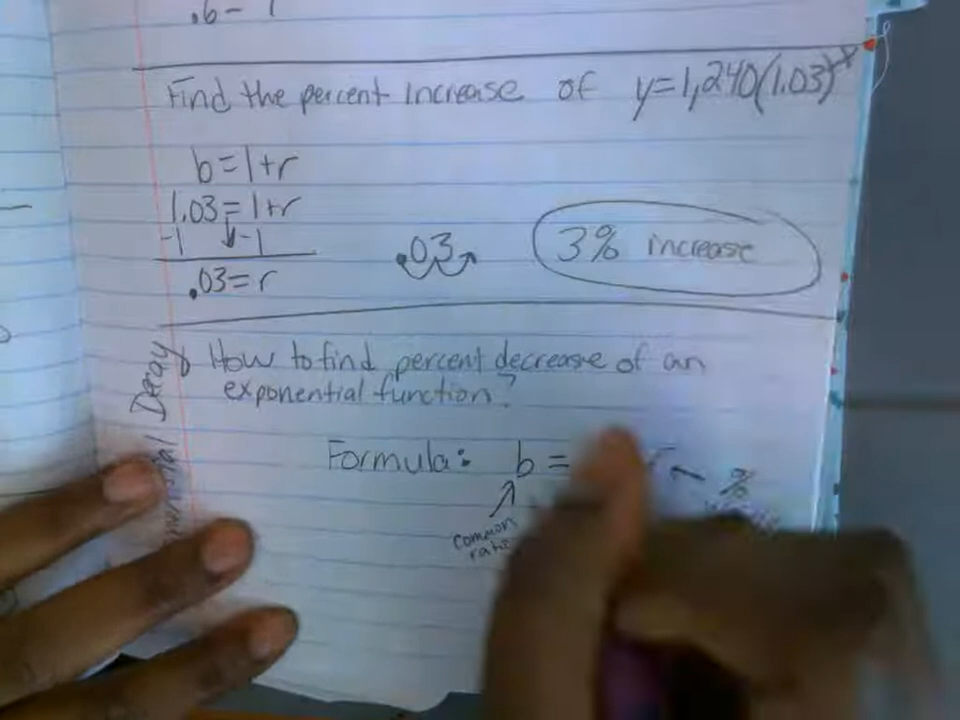 .6 - 1
Find the percent increase of y=1,240(1.03)^x
b=1+r
1.03=1+r
-1 ↓-1
.03=r
.03
3% increase
How to find percent decrease of an
exponential function?
Decay
Formula: b =
r ← %
common
ratio